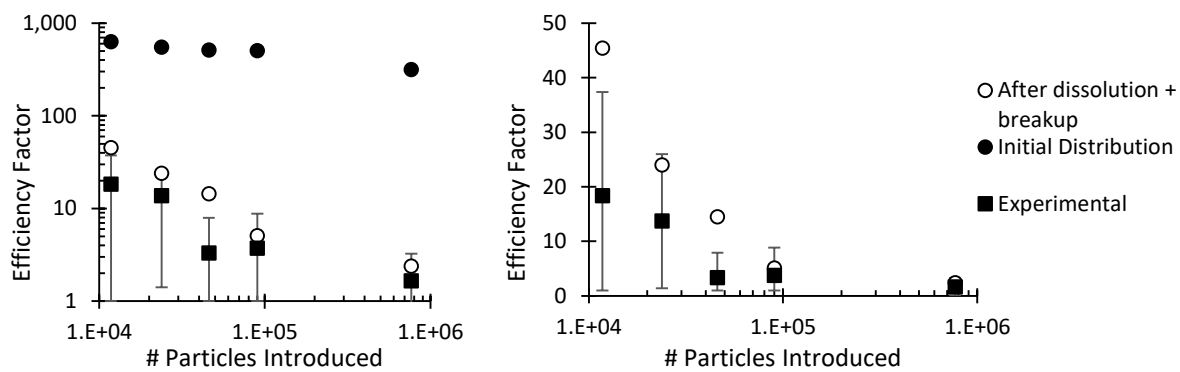 Efficiency Factor
1,000
100
10
1
1.E+04
1.E+05
1.E+06
# Particles Introduced
Efficiency Factor
50
40
30
20
10
0
1.E+04
1.E+05
1.E+06
# Particles Introduced
After dissolution +
breakup
Initial Distribution
Experimental